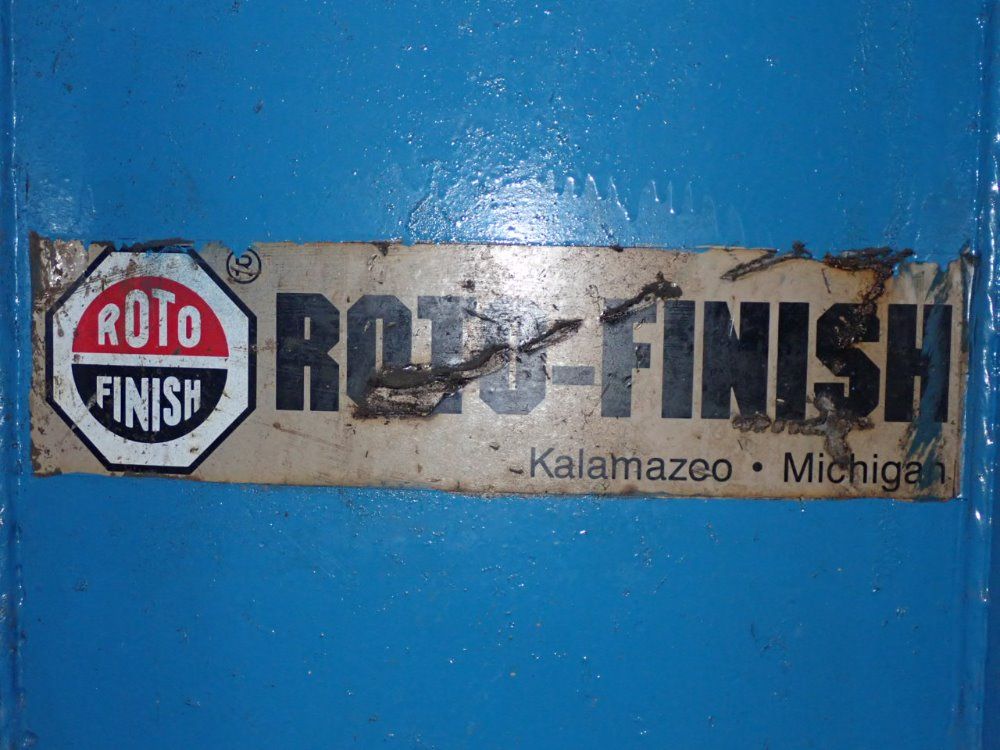 ROTO
FINISH
®
ROTO-FINISH
Kalamazoo • Michigan